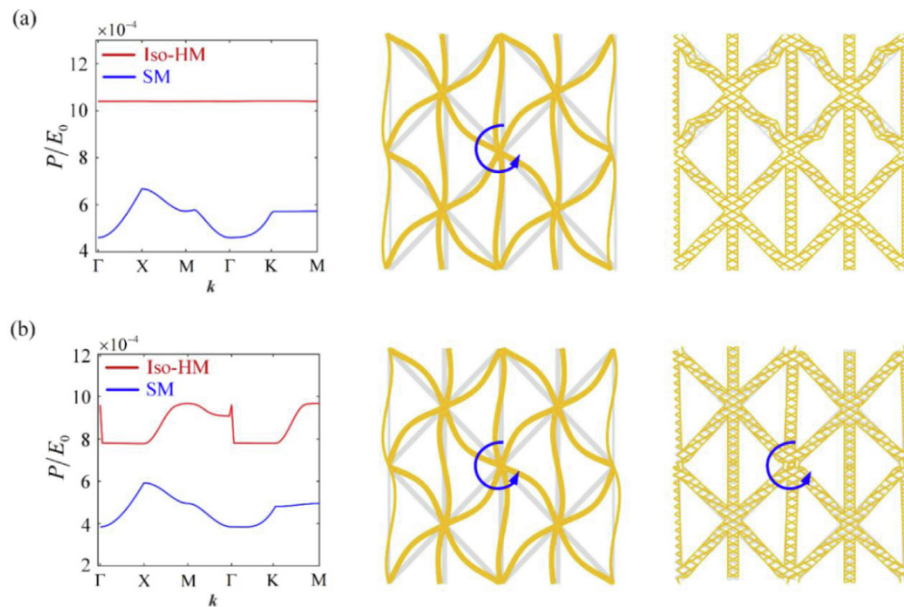 (a)
×10⁻⁴
12
10
8
6
4
P/E₀
Iso-HM
SM
Γ X M Γ K M
k
(b)
×10⁻⁴
12
10
8
6
4
2
P/E₀
Iso-HM
SM
Γ X M Γ K M
k